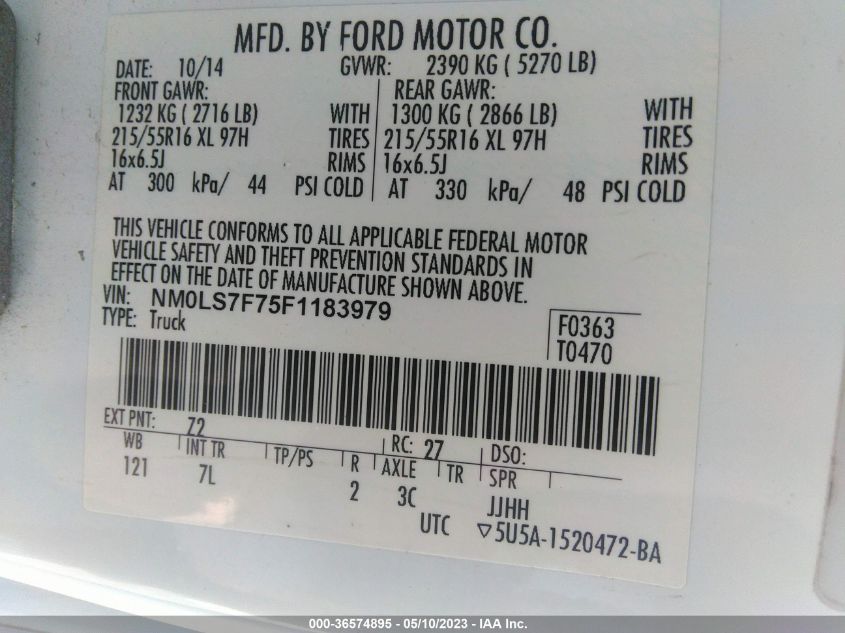 MFD. BY FORD MOTOR CO.
DATE: 10/14 GVWR: 2390 KG ( 5270 LB)
FRONT GAWR: REAR GAWR:
1232 KG ( 2716 LB) WITH 1300 KG ( 2866 LB) WITH
215/55R16 XL 97H TIRES 215/55R16 XL 97H TIRES
16x6.5J RIMS 16x6.5J RIMS
AT 300 kPa/ 44 PSI COLD AT 330 kPa/ 48 PSI COLD
THIS VEHICLE CONFORMS TO ALL APPLICABLE FEDERAL MOTOR
VEHICLE SAFETY AND THEFT PREVENTION STANDARDS IN
EFFECT ON THE DATE OF MANUFACTURE SHOWN ABOVE.
VIN: NM0LS7F75F1183979
TYPE: Truck
F0363
T0470
EXT PNT: Z2 RC: 27 DSO:
WB INT TR TP/PS R AXLE TR SPR
121 7L 2 3C JJHH
UTC ▽5U5A-1520472-BA
000-36574895 - 05/10/2023 - IAA Inc.